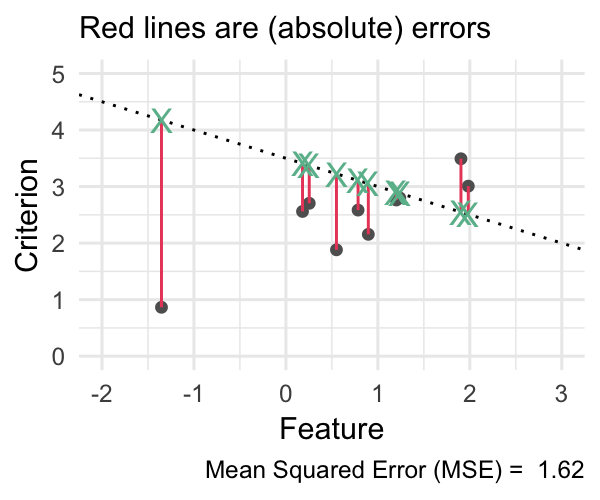 Red lines are (absolute) errors
5
4
3
2
1
0
Criterion
-2 -1 0 1 2 3
Feature
Mean Squared Error (MSE) = 1.62